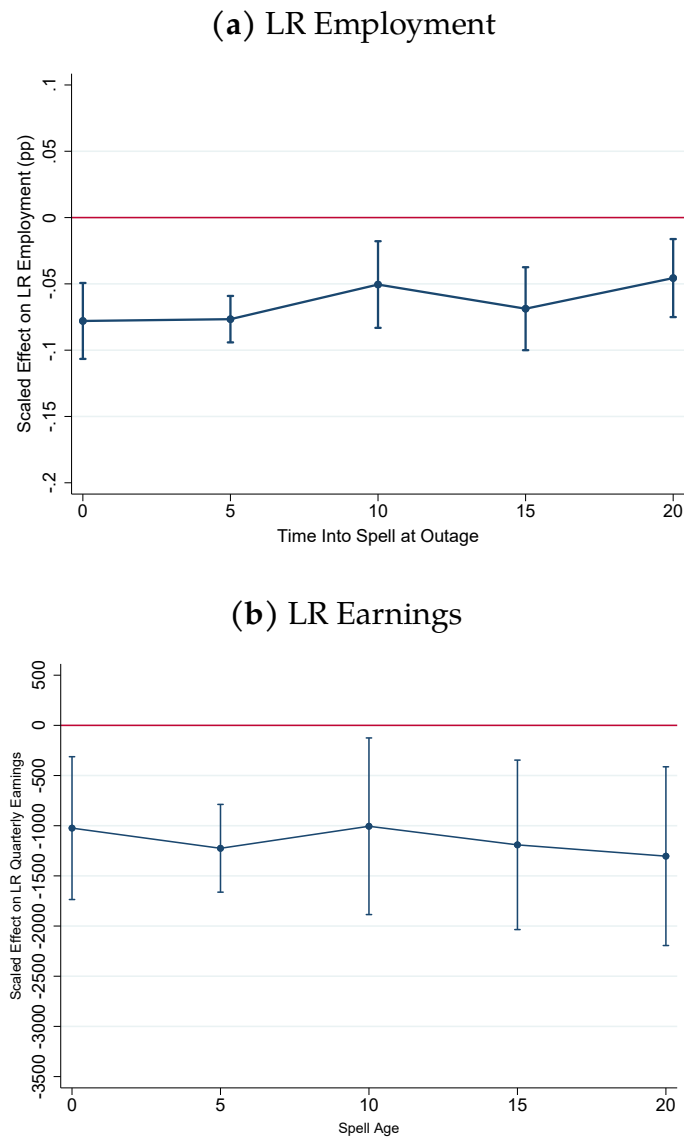 (a) LR Employment
Scaled Effect on LR Employment (pp)
.1
.05
0
-.05
-.1
-.15
-.2
0 5 10 15 20
Time Into Spell at Outage
(b) LR Earnings
Scaled Effect on LR Quarterly Earnings
500
0
-500
-1000
-1500
-2000
-2500
-3000
-3500
0 5 10 15 20
Spell Age